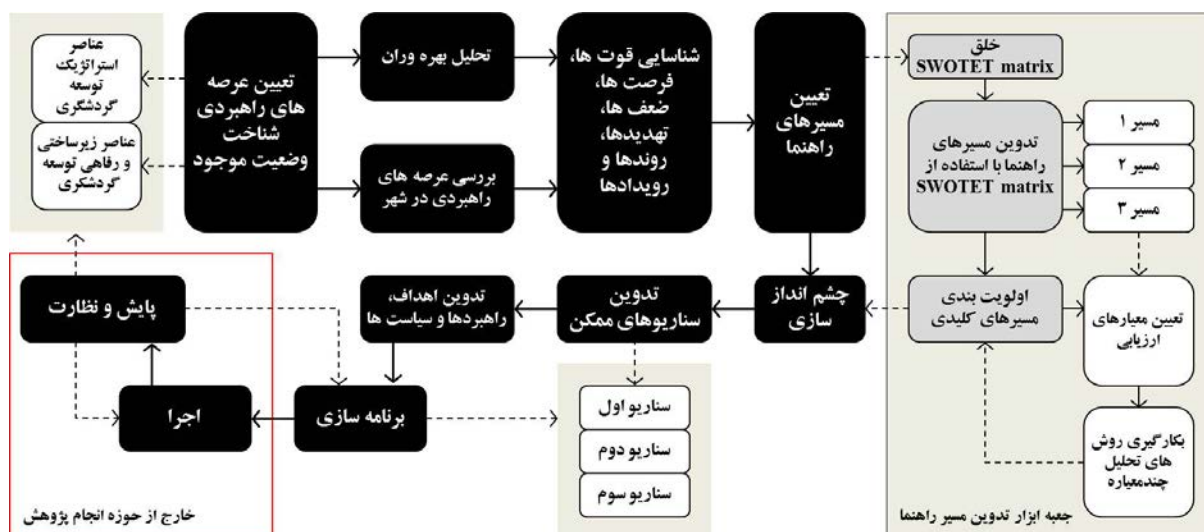 عناصر
استراتژیک
توسعه
گردشگری
عناصر زیرساختی
و رفاهی توسعه
گردشکری
تعیین عرصه
های راهبردی
شناخت
وضعیت موجود
تحلیل بهره وران
بررسی عرصه های
راهبردی در شهر
شناسایی قوت ها،
فرصت ها،
ضعف ها،
تهدیدها،
روندها و
رویدادها
تعیین
مسیرهای
راهنما
خلق
SWOTET matrix
تدوین مسیرهای
راهنما با استفاده از
SWOTET matrix
مسیر ۱
مسیر ۲
مسیر ۳
اولویت بندی
مسیرهای کلیدی
تعیین معیارهای
ارزیابی
بکارگیری روش
های تحلیل
چندمعیاره
جعبه ابزار تدوین مسیر راهنما
چشم انداز
سازی
تدوین
سناریوهای ممکن
سناریو اول
سناریو دوم
سناریو سوم
تدوین اهداف،
راهبردها و سیاست ها
برنامه سازی
اجرا
پایش و نظارت
خارج از حوزه انجام پژوهش